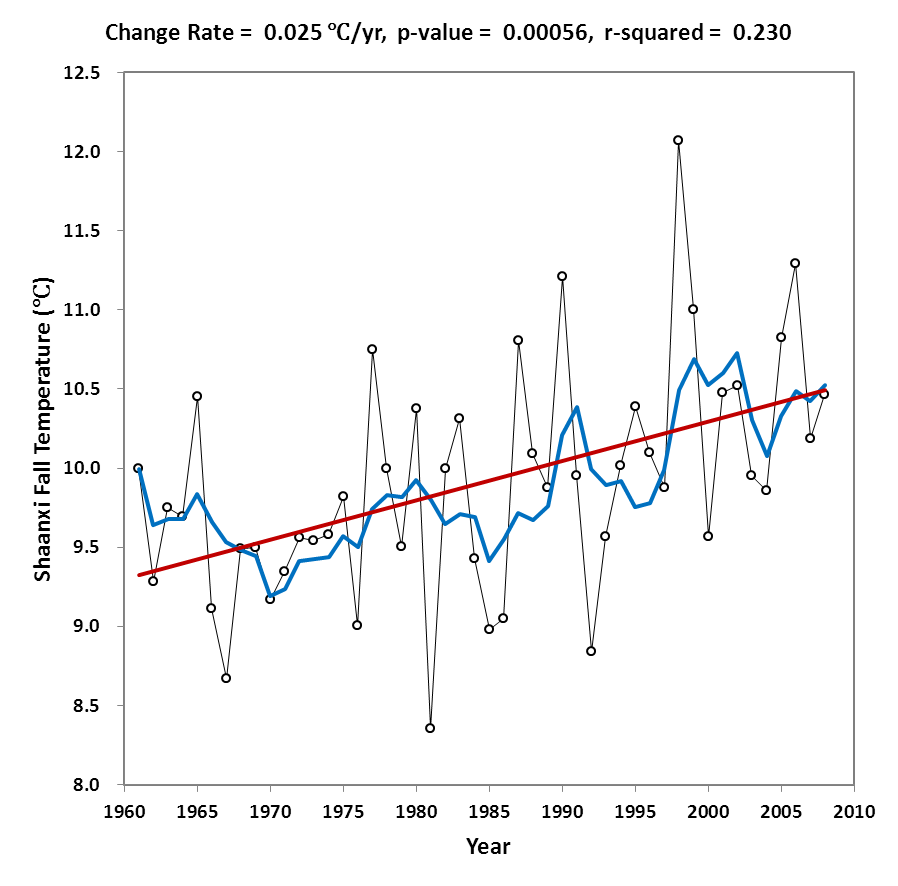 Change Rate = 0.025 ℃/yr, p-value = 0.00056, r-squared = 0.230
12.5
12.0
11.5
11.0
10.5
10.0
9.5
9.0
8.5
8.0
Shaanxi Fall Temperature (℃)
1960 1965 1970 1975 1980 1985 1990 1995 2000 2005 2010
Year